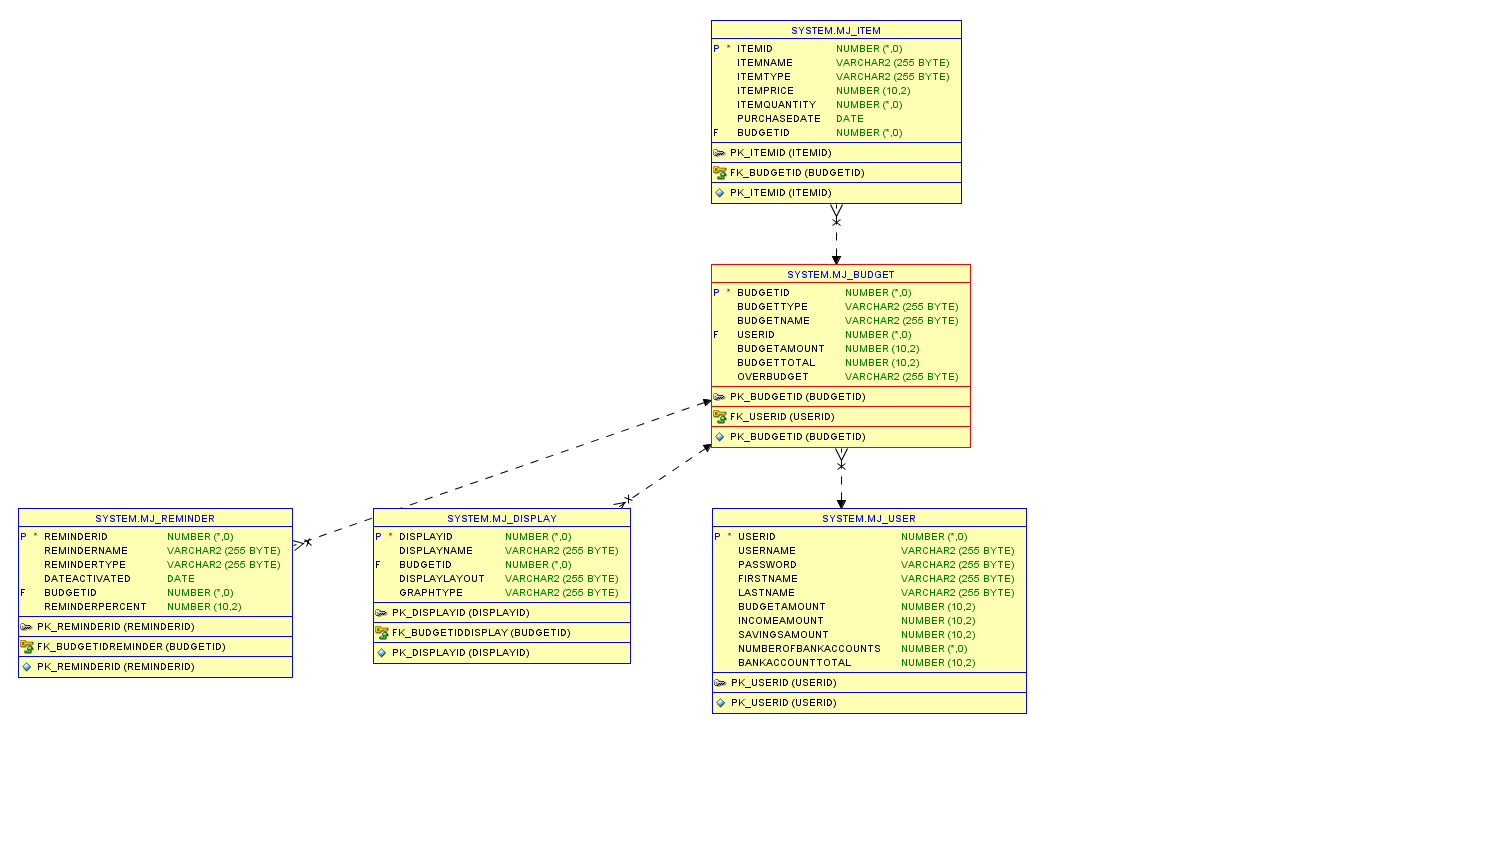 SYSTEM.MJ_ITEM
P * ITEMID NUMBER (*,0)
ITEMNAME VARCHAR2 (255 BYTE)
ITEMTYPE VARCHAR2 (255 BYTE)
ITEMPRICE NUMBER (10,2)
ITEMQUANTITY NUMBER (*,0)
PURCHASEDATE DATE
F BUDGETID NUMBER (*,0)
PK_ITEMID (ITEMID)
FK_BUDGETID (BUDGETID)
PK_ITEMID (ITEMID)
SYSTEM.MJ_BUDGET
P * BUDGETID NUMBER (*,0)
BUDGETTYPE VARCHAR2 (255 BYTE)
BUDGETNAME VARCHAR2 (255 BYTE)
F USERID NUMBER (*,0)
BUDGETAMOUNT NUMBER (10,2)
BUDGETTOTAL NUMBER (10,2)
OVERBUDGET VARCHAR2 (255 BYTE)
PK_BUDGETID (BUDGETID)
FK_USERID (USERID)
PK_BUDGETID (BUDGETID)
SYSTEM.MJ_REMINDER
P * REMINDERID NUMBER (*,0)
REMINDERNAME VARCHAR2 (255 BYTE)
REMINDERTYPE VARCHAR2 (255 BYTE)
DATEACTIVATED DATE
F BUDGETID NUMBER (*,0)
REMINDERPERCENT NUMBER (10,2)
PK_REMINDERID (REMINDERID)
FK_BUDGETIDREMINDER (BUDGETID)
PK_REMINDERID (REMINDERID)
SYSTEM.MJ_DISPLAY
P * DISPLAYID NUMBER (*,0)
DISPLAYNAME VARCHAR2 (255 BYTE)
F BUDGETID NUMBER (*,0)
DISPLAYLAYOUT VARCHAR2 (255 BYTE)
GRAPHTYPE VARCHAR2 (255 BYTE)
PK_DISPLAYID (DISPLAYID)
FK_BUDGETIDDISPLAY (BUDGETID)
PK_DISPLAYID (DISPLAYID)
SYSTEM.MJ_USER
P * USERID NUMBER (*,0)
USERNAME VARCHAR2 (255 BYTE)
PASSWORD VARCHAR2 (255 BYTE)
FIRSTNAME VARCHAR2 (255 BYTE)
LASTNAME VARCHAR2 (255 BYTE)
BUDGETAMOUNT NUMBER (10,2)
INCOMEAMOUNT NUMBER (10,2)
SAVINGSAMOUNT NUMBER (10,2)
NUMBEROFBANKACCOUNTS NUMBER (*,0)
BANKACCOUNTTOTAL NUMBER (10,2)
PK_USERID (USERID)
PK_USERID (USERID)